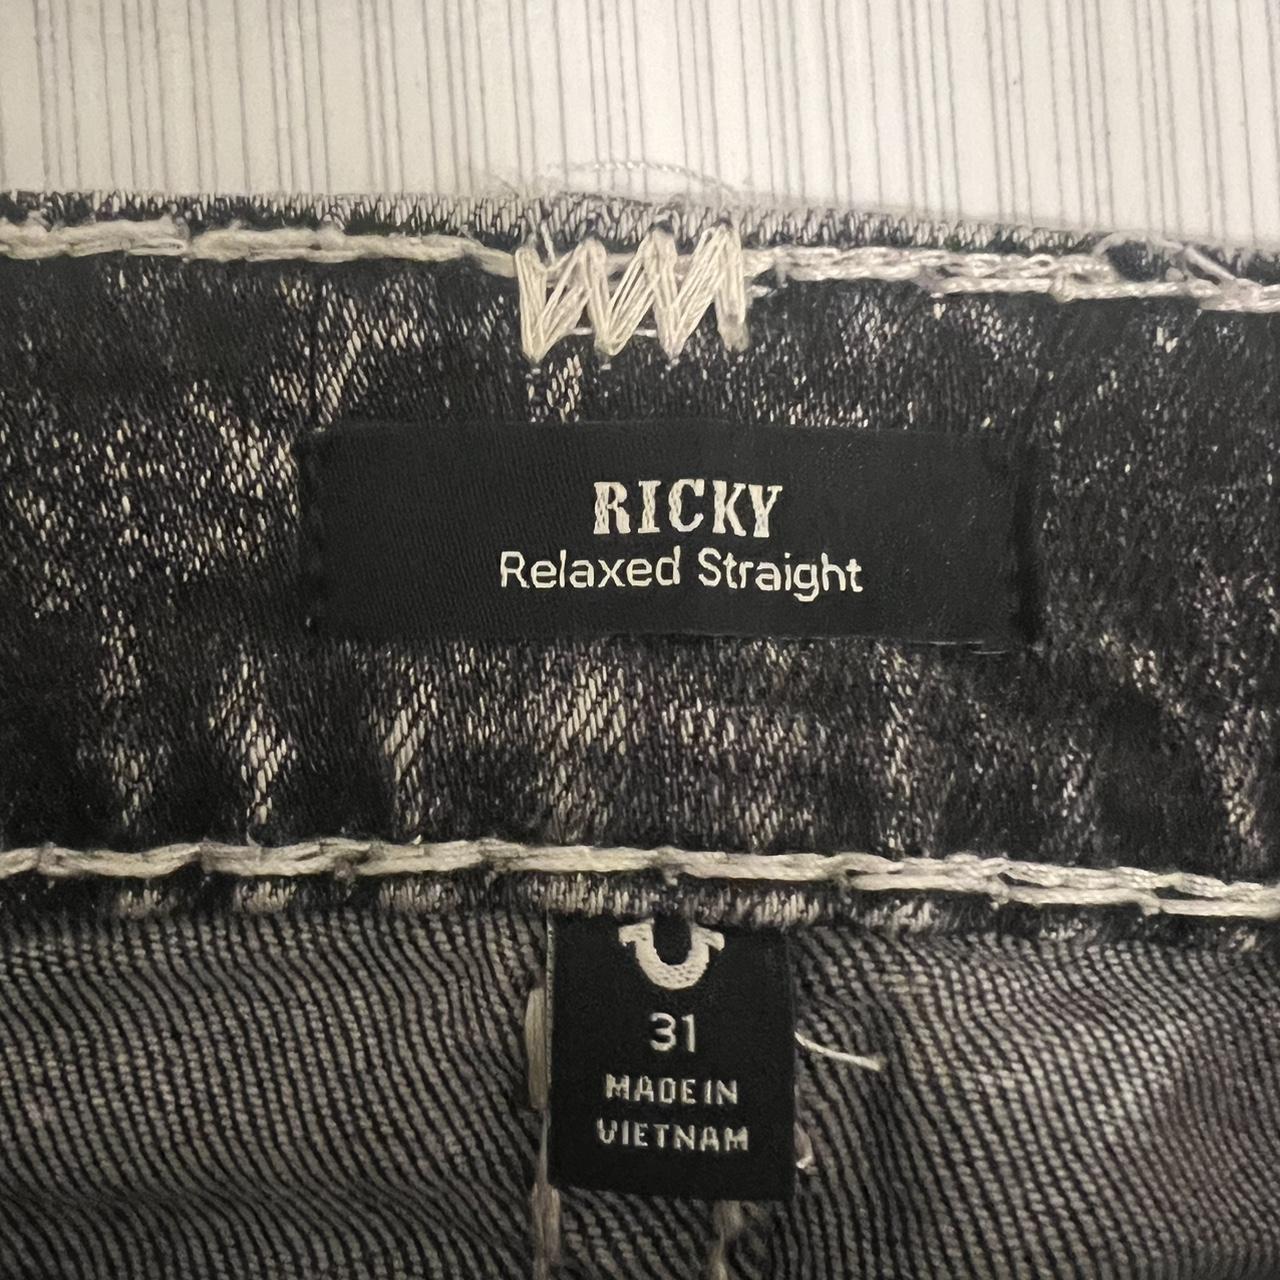 RICKY
Relaxed Straight
31
MADE IN
VIETNAM